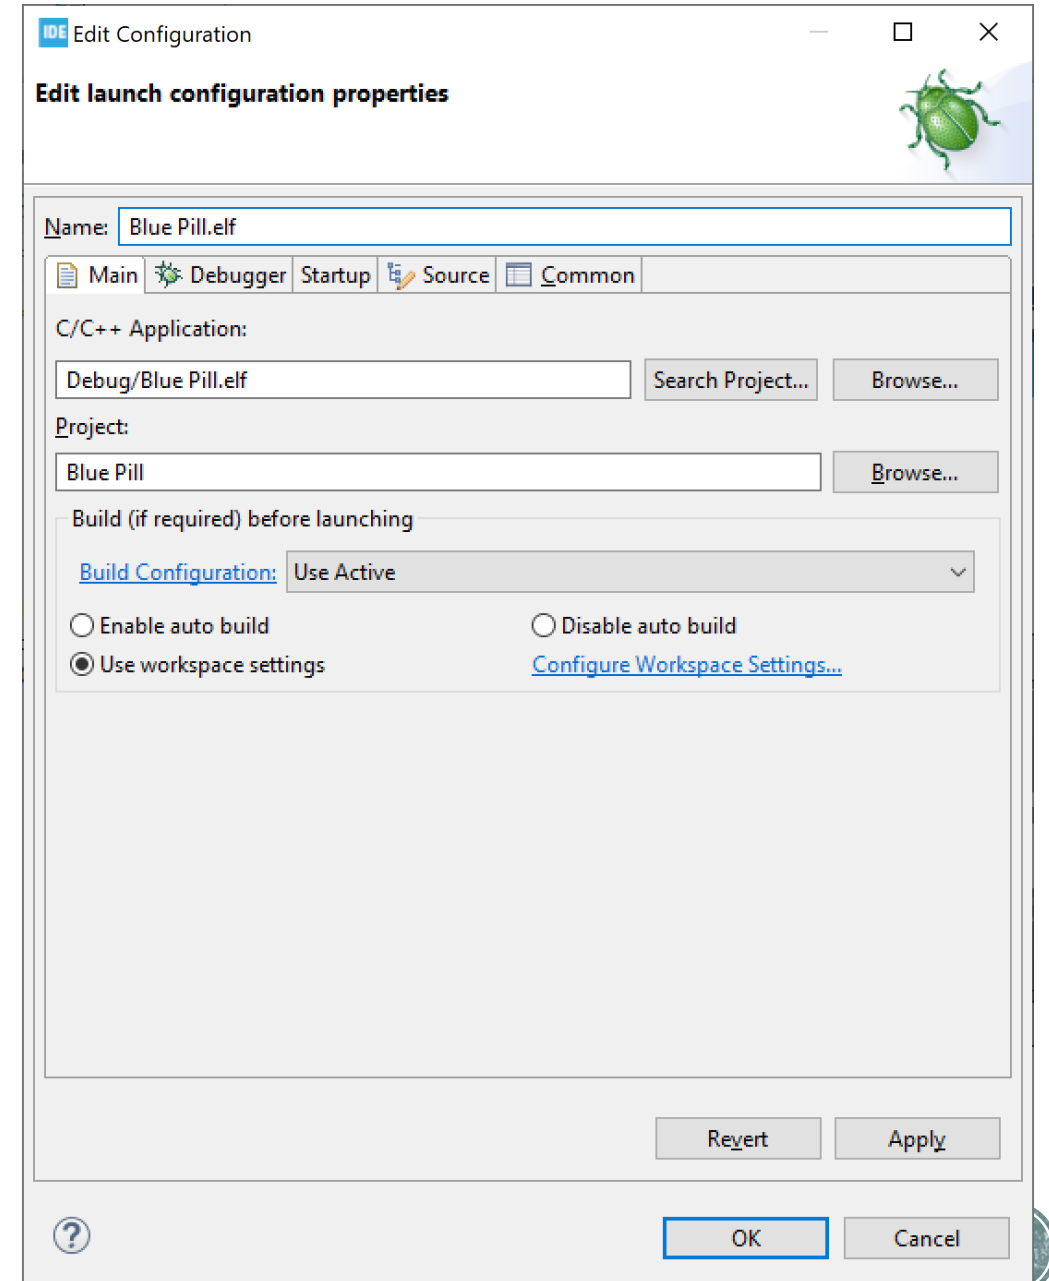 IDE Edit Configuration
Edit launch configuration properties
Name: Blue Pill.elf
Main Debugger Startup Source Common
C/C++ Application:
Debug/Blue Pill.elf Search Project... Browse...
Project:
Blue Pill Browse...
Build (if required) before launching
Build Configuration: Use Active
Enable auto build Disable auto build
Use workspace settings Configure Workspace Settings...
Revert Apply
? OK Cancel